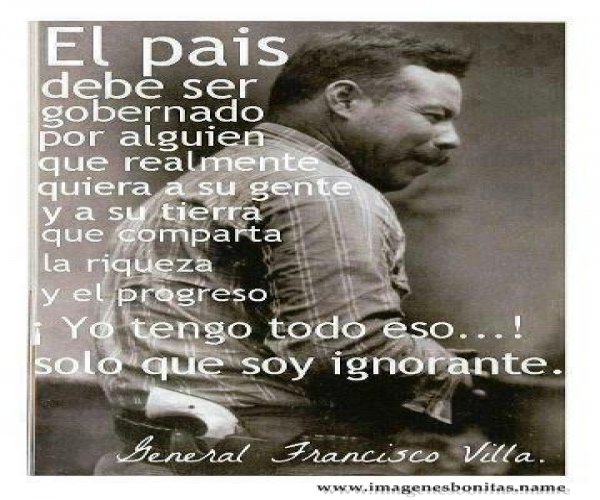 El pais
debe ser
gobernado
por alguien
que realmente
quiera a su gente
y a su tierra
que comparta
la riqueza
y el progreso
¡ Yo tengo todo eso...!
solo que soy ignorante.
General Francisco Villa.
www.imagenesbonitas.name